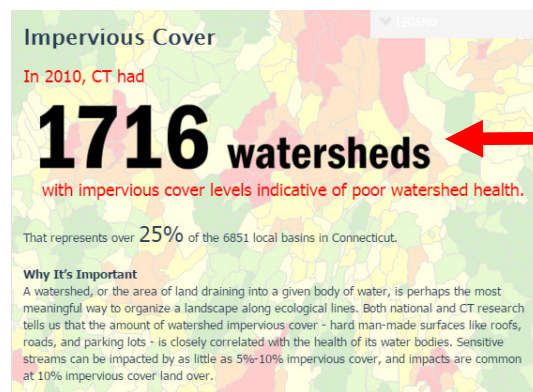 LEGEND
Impervious Cover
In 2010, CT had
1716 watersheds
with impervious cover levels indicative of poor watershed health.
That represents over 25% of the 6851 local basins in Connecticut.
Why It's Important
A watershed, or the area of land draining into a given body of water, is perhaps the most
meaningful way to organize a landscape along ecological lines. Both national and CT research
tells us that the amount of watershed impervious cover - hard man-made surfaces like roofs,
roads, and parking lots - is closely correlated with the health of its water bodies. Sensitive
streams can be impacted by as little as 5%-10% impervious cover, and impacts are common
at 10% impervious cover land over.